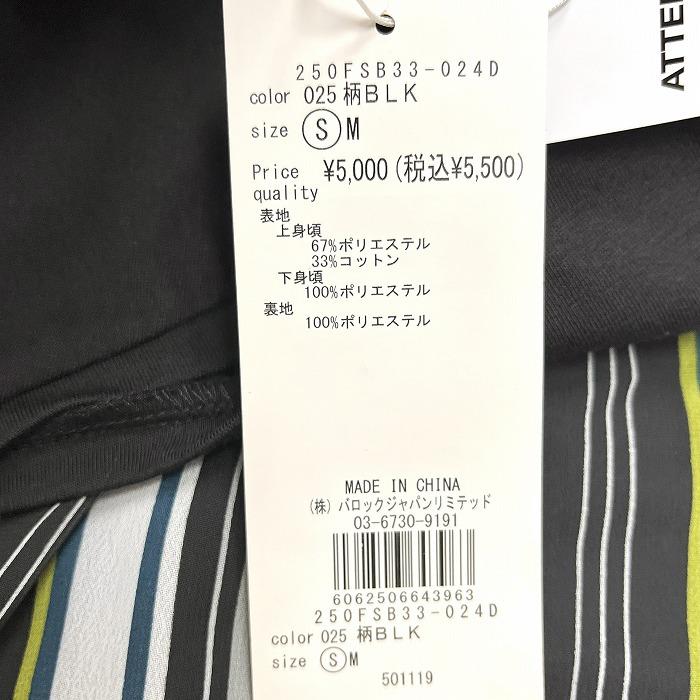 250FSB33-024D
color 025 柄BLK
size S M
Price ¥5,000(税込¥5,500)
quality
表地
上身頃
67%ポリエステル
33%コットン
下身頃
100%ポリエステル
裏地
100%ポリエステル
MADE IN CHINA
(株)バロックジャパンリミテッド
03-6730-9191
6062506643963
250FSB33-024D
color 025 柄BLK
size S M
501119